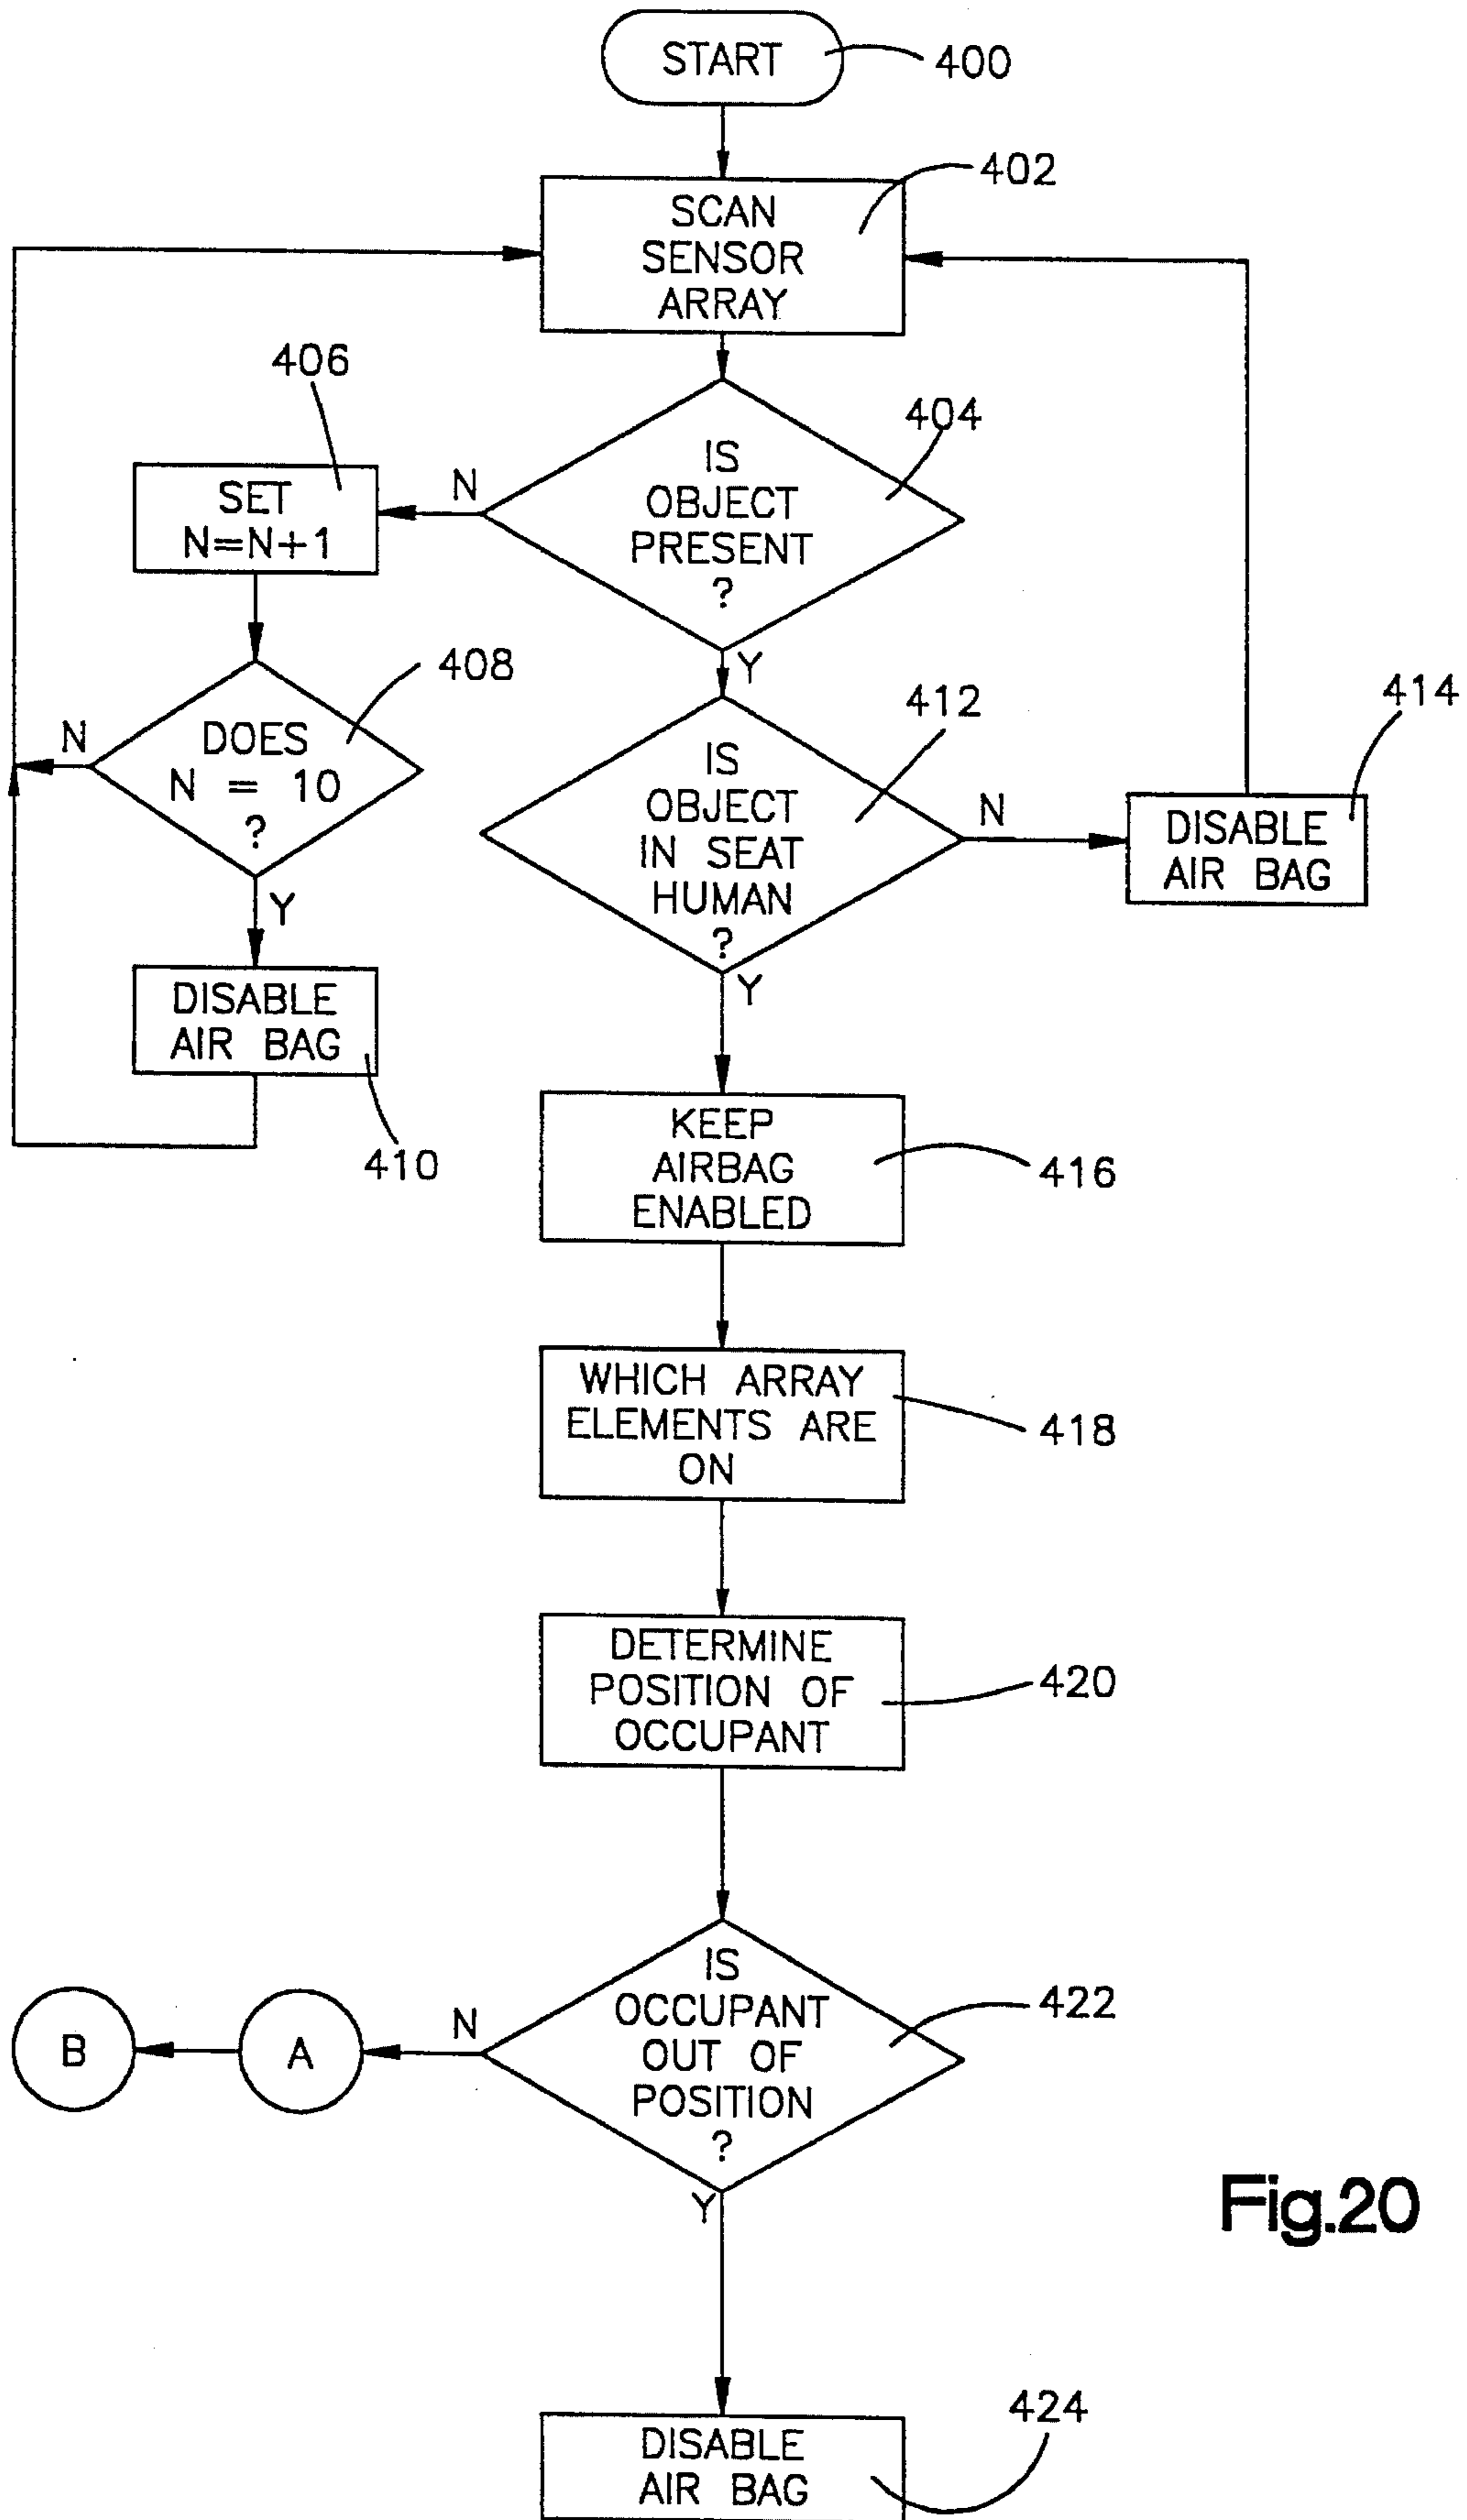 START
400
402
SCAN
SENSOR
ARRAY
406
404
SET
N=N+1
N
IS
OBJECT
PRESENT
?
Y
408
DOES
N = 10
?
N
Y
412
414
IS
OBJECT
IN SEAT
HUMAN
?
N
DISABLE
AIR BAG
Y
DISABLE
AIR BAG
410
KEEP
AIRBAG
ENABLED
416
WHICH ARRAY
ELEMENTS ARE
ON
418
DETERMINE
POSITION OF
OCCUPANT
420
IS
OCCUPANT
OUT OF
POSITION
?
422
B
A
N
Y
Fig.20
424
DISABLE
AIR BAG